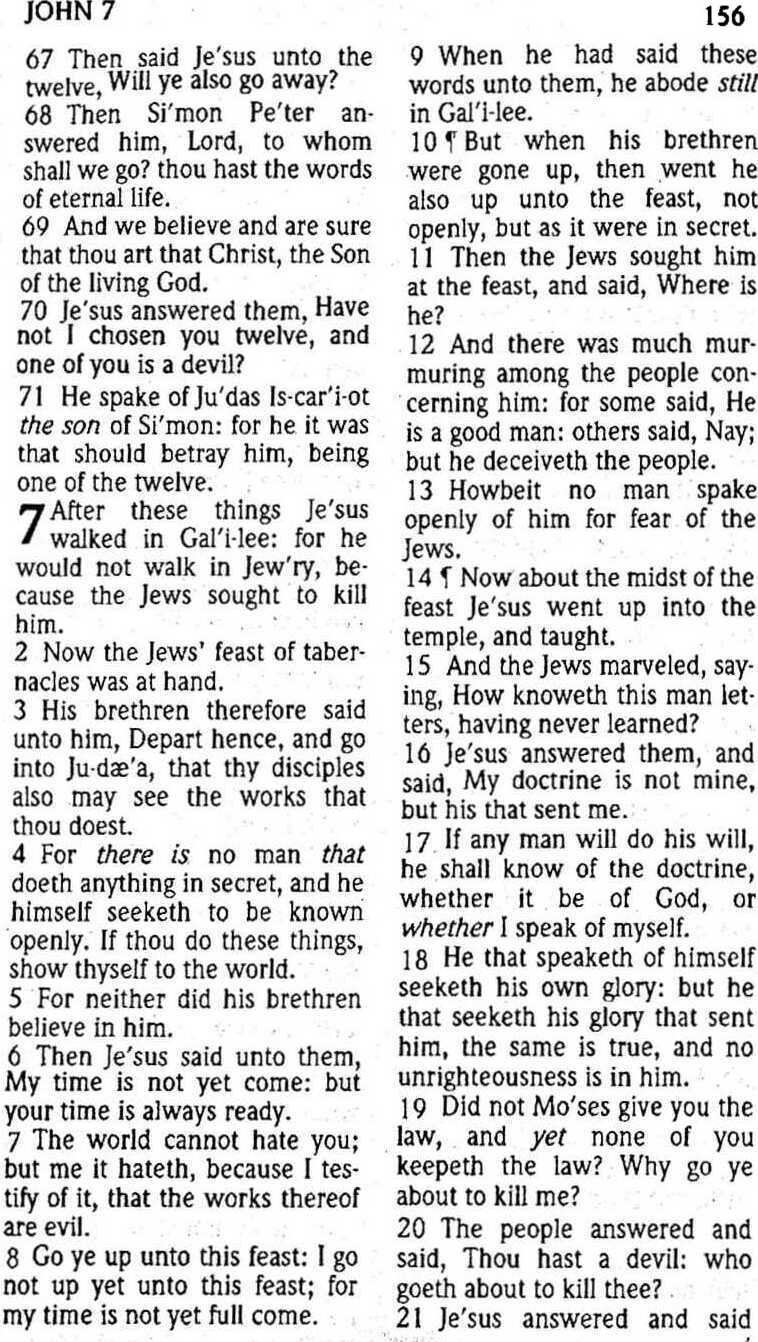 JOHN 7
156
67 Then said Je'sus unto the
twelve, Will ye also go away?
68 Then Si'mon Pe'ter an-
swered him, Lord, to whom
shall we go? thou hast the words
of eternal life.
69 And we believe and are sure
that thou art that Christ, the Son
of the living God.
70 Je'sus answered them, Have
not I chosen you twelve, and
one of you is a devil?
71 He spake of Ju'das Is-car'i-ot
the son of Si'mon: for he it was
that should betray him, being
one of the twelve.
7 After these things Je'sus
walked in Gal'i-lee: for he
would not walk in Jew'ry, be-
cause the Jews sought to kill
him.
2 Now the Jews' feast of taber-
nacles was at hand.
3 His brethren therefore said
unto him, Depart hence, and go
into Ju-dæ'a, that thy disciples
also may see the works that
thou doest.
4 For there is no man that
doeth anything in secret, and he
himself seeketh to be known
openly. If thou do these things,
show thyself to the world.
5 For neither did his brethren
believe in him.
6 Then Je'sus said unto them,
My time is not yet come: but
your time is always ready.
7 The world cannot hate you;
but me it hateth, because I tes-
tify of it, that the works thereof
are evil.
8 Go ye up unto this feast: I go
not up yet unto this feast; for
my time is not yet full come.
9 When he had said these
words unto them, he abode still
in Gal'i-lee.
10 ¶ But when his brethren
were gone up, then went he
also up unto the feast, not
openly, but as it were in secret.
11 Then the Jews sought him
at the feast, and said, Where is
he?
12 And there was much mur-
muring among the people con-
cerning him: for some said, He
is a good man: others said, Nay;
but he deceiveth the people.
13 Howbeit no man spake
openly of him for fear of the
Jews.
14 ¶ Now about the midst of the
feast Je'sus went up into the
temple, and taught.
15 And the Jews marveled, say-
ing, How knoweth this man let-
ters, having never learned?
16 Je'sus answered them, and
said, My doctrine is not mine,
but his that sent me.
17 If any man will do his will,
he shall know of the doctrine,
whether it be of God, or
whether I speak of myself.
18 He that speaketh of himself
seeketh his own glory: but he
that seeketh his glory that sent
him, the same is true, and no
unrighteousness is in him.
19 Did not Mo'ses give you the
law, and yet none of you
keepeth the law? Why go ye
about to kill me?
20 The people answered and
said, Thou hast a devil: who
goeth about to kill thee?
21 Je'sus answered and said